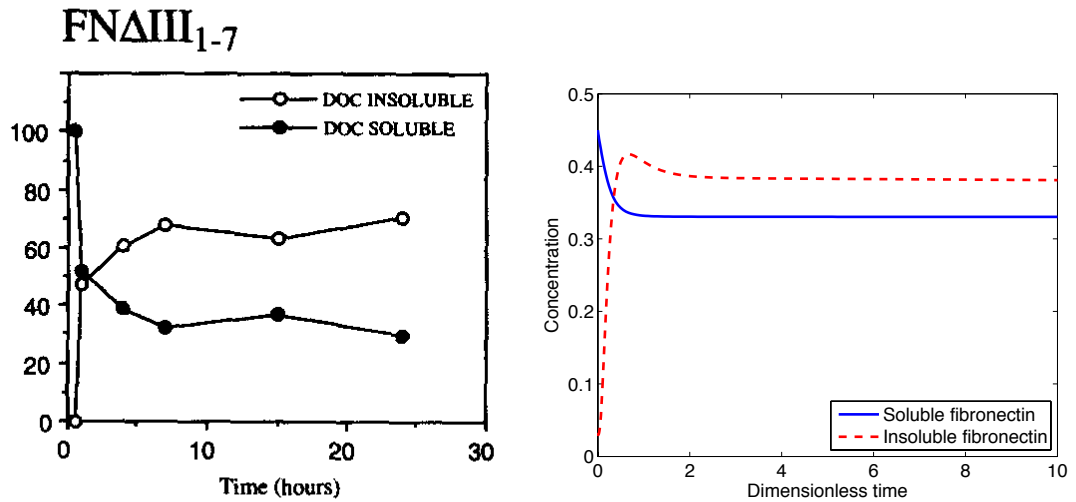 FNΔIII1-7
DOC INSOLUBLE
DOC SOLUBLE
100
80
60
40
20
0
0
10
20
30
Time (hours)
0.5
0.4
0.3
0.2
0.1
0
Concentration
Soluble fibronectin
Insoluble fibronectin
0
2
4
6
8
10
Dimensionless time